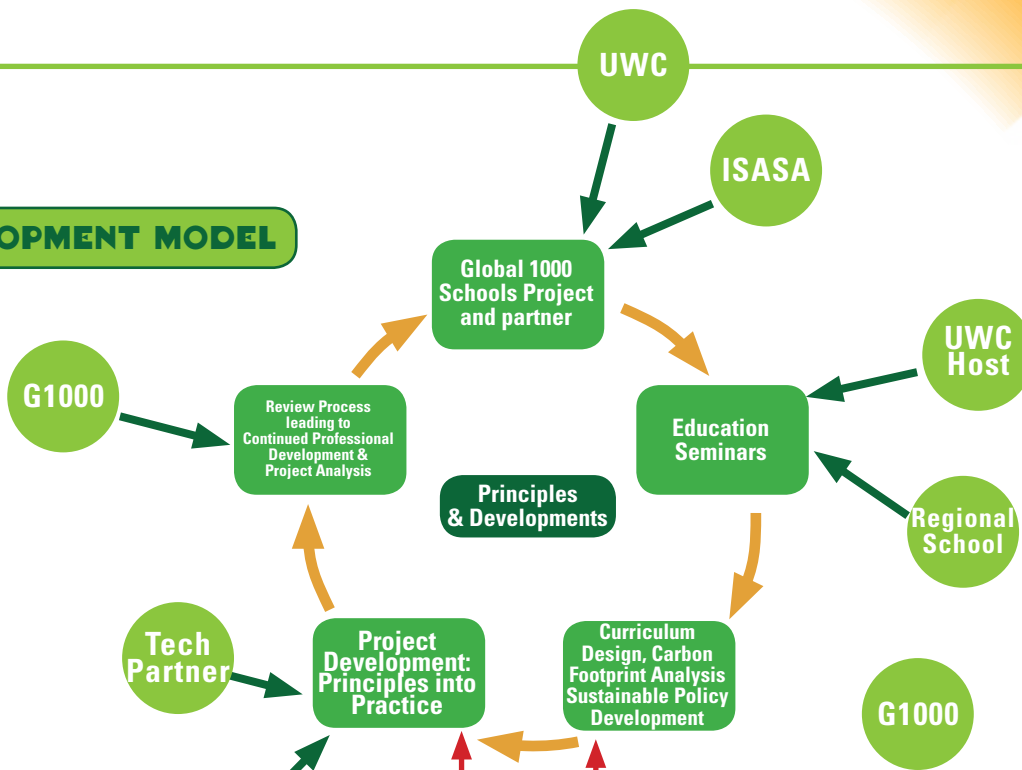 UWC
ISASA
OPMENT MODEL
Global 1000
Schools Project
and partner
UWC
Host
G1000
Review Process
leading to
Continued Professional
Development &
Project Analysis
Education
Seminars
Principles
& Developments
Regional
School
Tech
Partner
Project
Development:
Principles into
Practice
Curriculum
Design, Carbon
Footprint Analysis
Sustainable Policy
Development
G1000